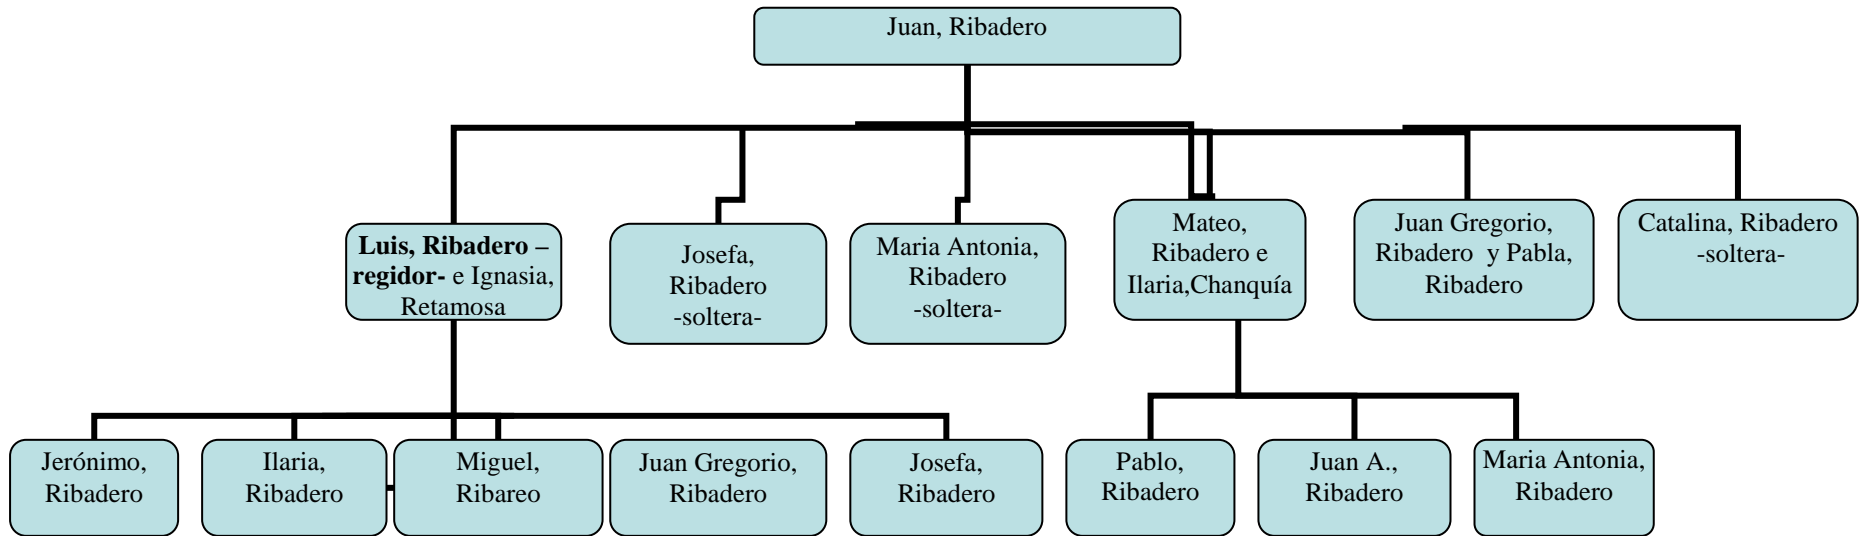 Juan, Ribadero
Luis, Ribadero –
regidor- e Ignasia,
Retamosa
Josefa,
Ribadero
-soltera-
Maria Antonia,
Ribadero
-soltera-
Mateo,
Ribadero e
Ilaria,Chanquía
Juan Gregorio,
Ribadero y Pabla,
Ribadero
Catalina, Ribadero
-soltera-
Jerónimo,
Ribadero
Ilaria,
Ribadero
Miguel,
Ribareo
Juan Gregorio,
Ribadero
Josefa,
Ribadero
Pablo,
Ribadero
Juan A.,
Ribadero
Maria Antonia,
Ribadero